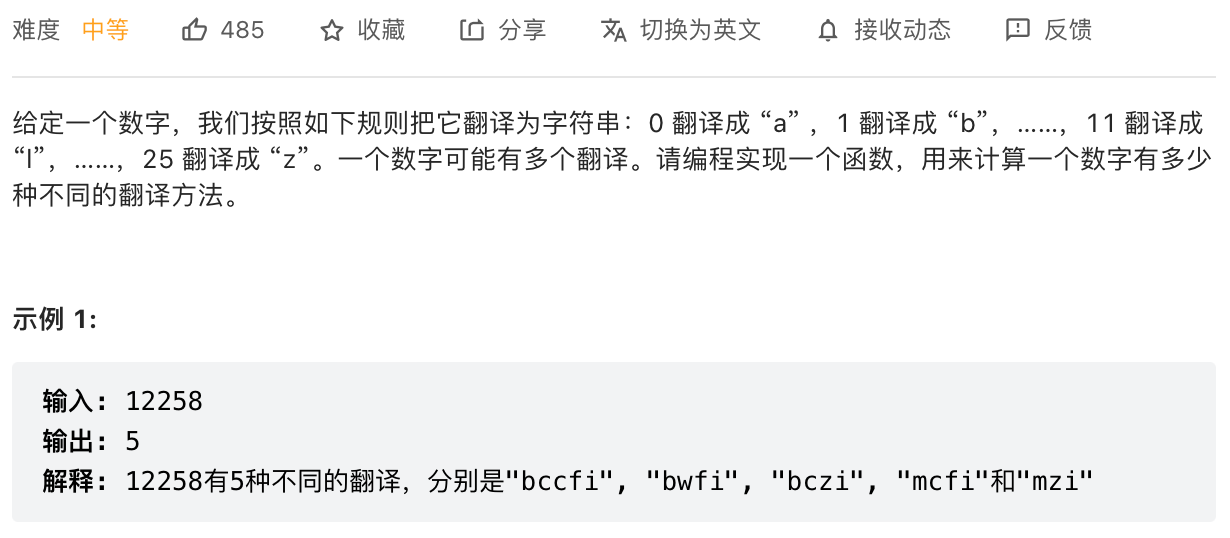 难度 中等 485 收藏 分享 切换为英文 接收动态 反馈
给定一个数字，我们按照如下规则把它翻译为字符串：0 翻译成 “a” ，1 翻译成 “b”，……，11 翻译成
“l”，……，25 翻译成 “z”。一个数字可能有多个翻译。请编程实现一个函数，用来计算一个数字有多少
种不同的翻译方法。
示例 1:
输入: 12258
输出: 5
解释: 12258有5种不同的翻译，分别是"bccfi", "bwfi", "bczi", "mcfi"和"mzi"